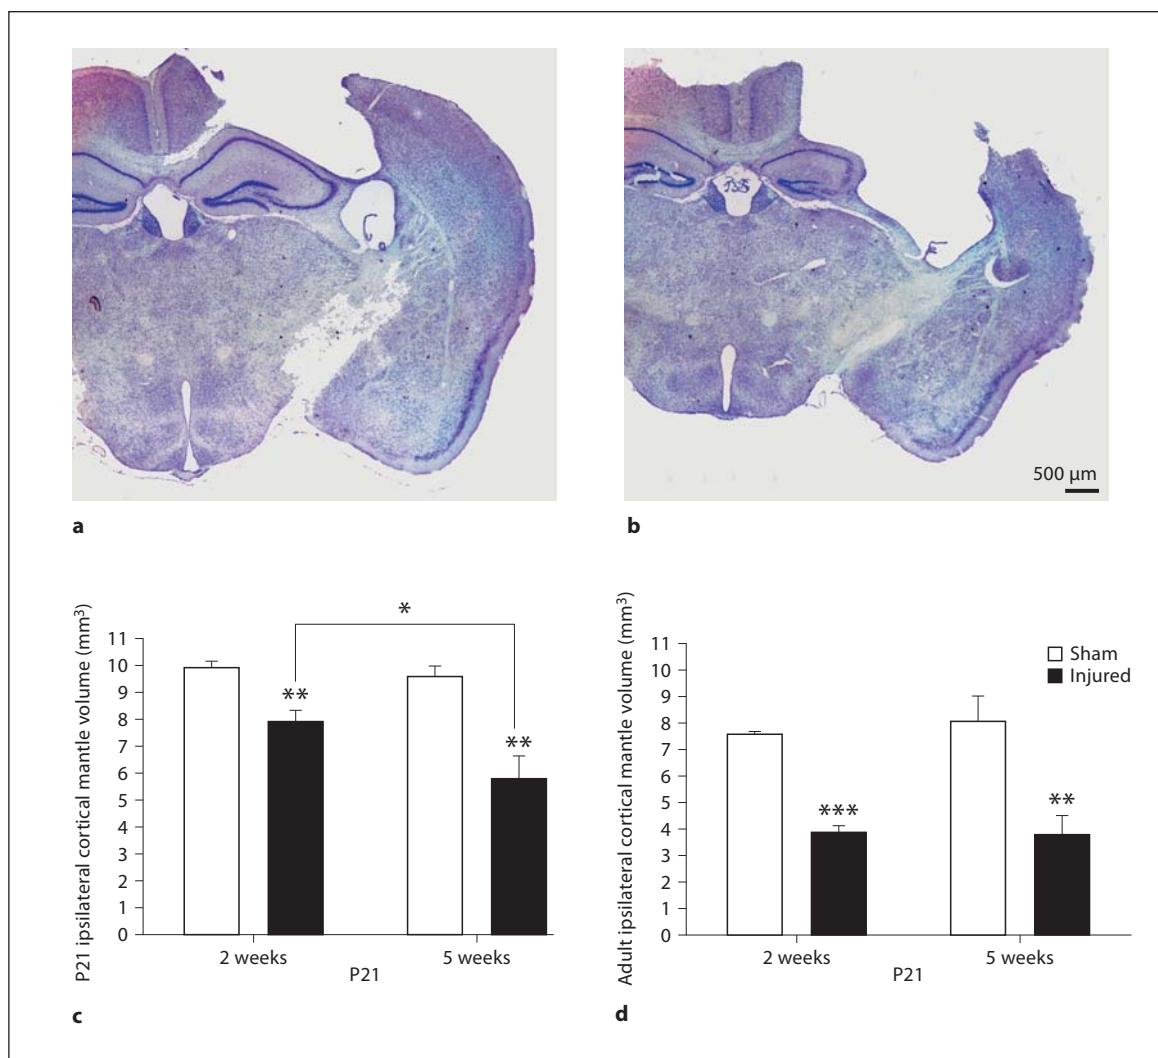 500 µm
a
b
P21 ipsilateral cortical mantle volume (mm³)
11
10
9
8
7
6
5
4
3
2
1
0
*
**
**
2 weeks
5 weeks
P21
c
Adult ipsilateral cortical mantle volume (mm³)
11
10
9
8
7
6
5
4
3
2
1
0
Sham
Injured
***
**
2 weeks
5 weeks
P21
d